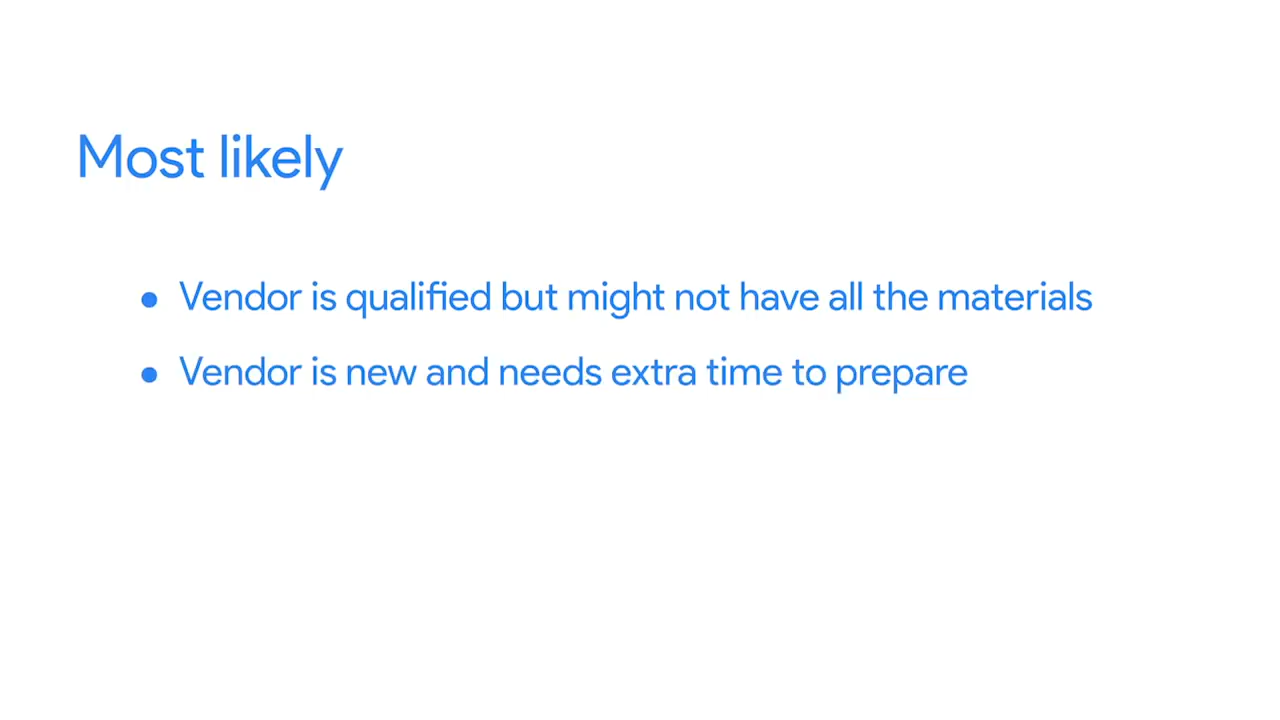 Most likely
● Vendor is qualified but might not have all the materials
● Vendor is new and needs extra time to prepare